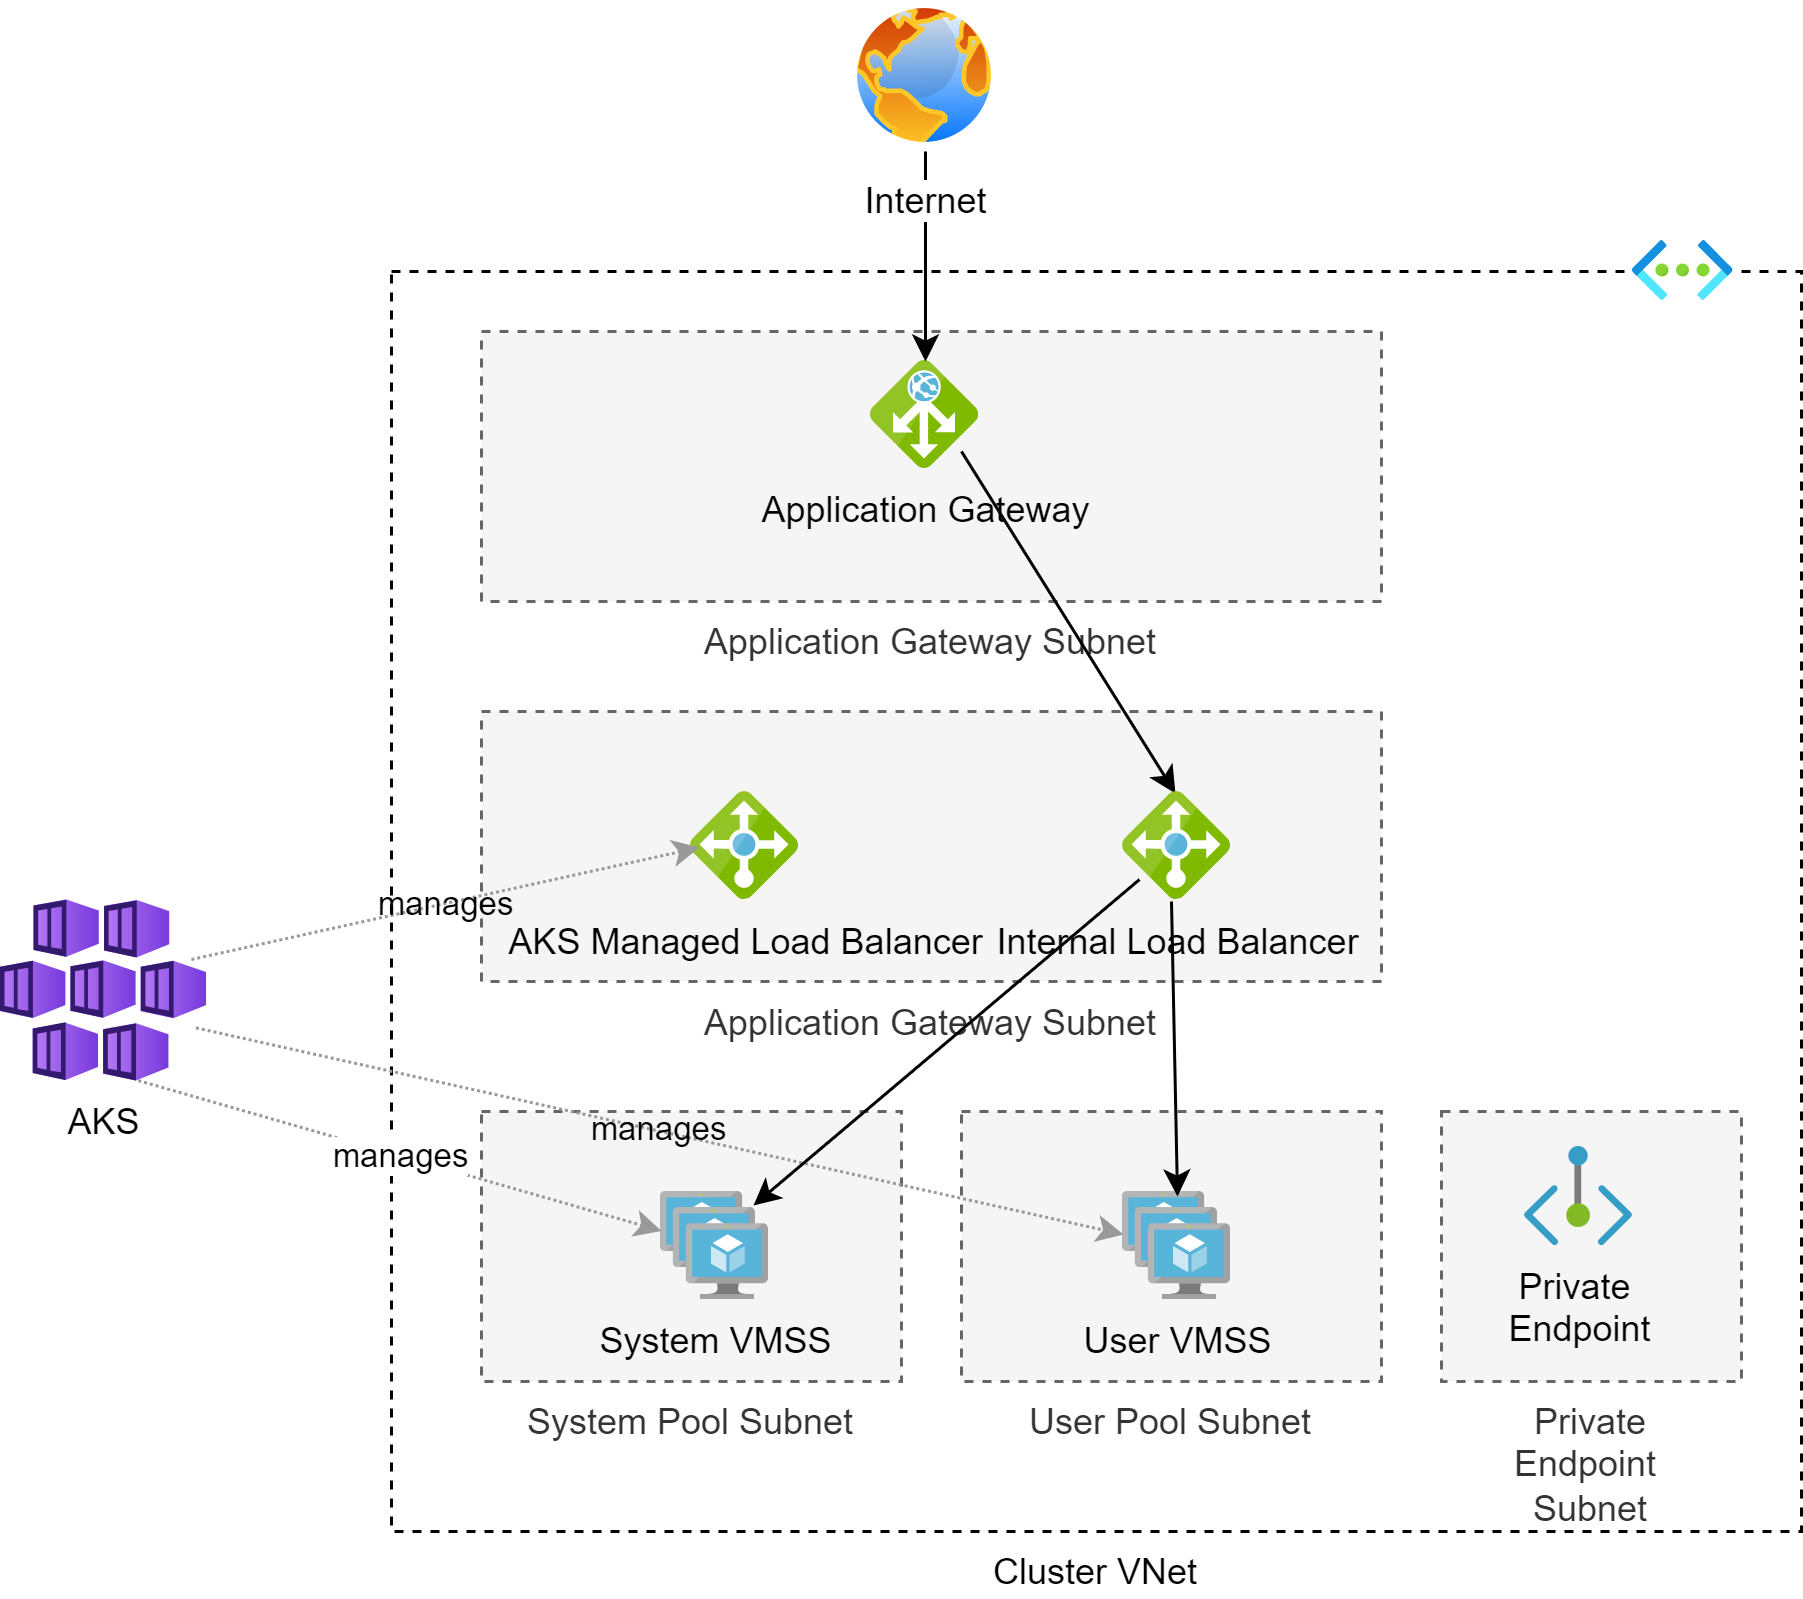 Internet
Application Gateway
Application Gateway Subnet
manages
AKS Managed Load Balancer
Internal Load Balancer
Application Gateway Subnet
AKS
manages
manages
System VMSS
User VMSS
Private
Endpoint
System Pool Subnet
User Pool Subnet
Private
Endpoint
Subnet
Cluster VNet